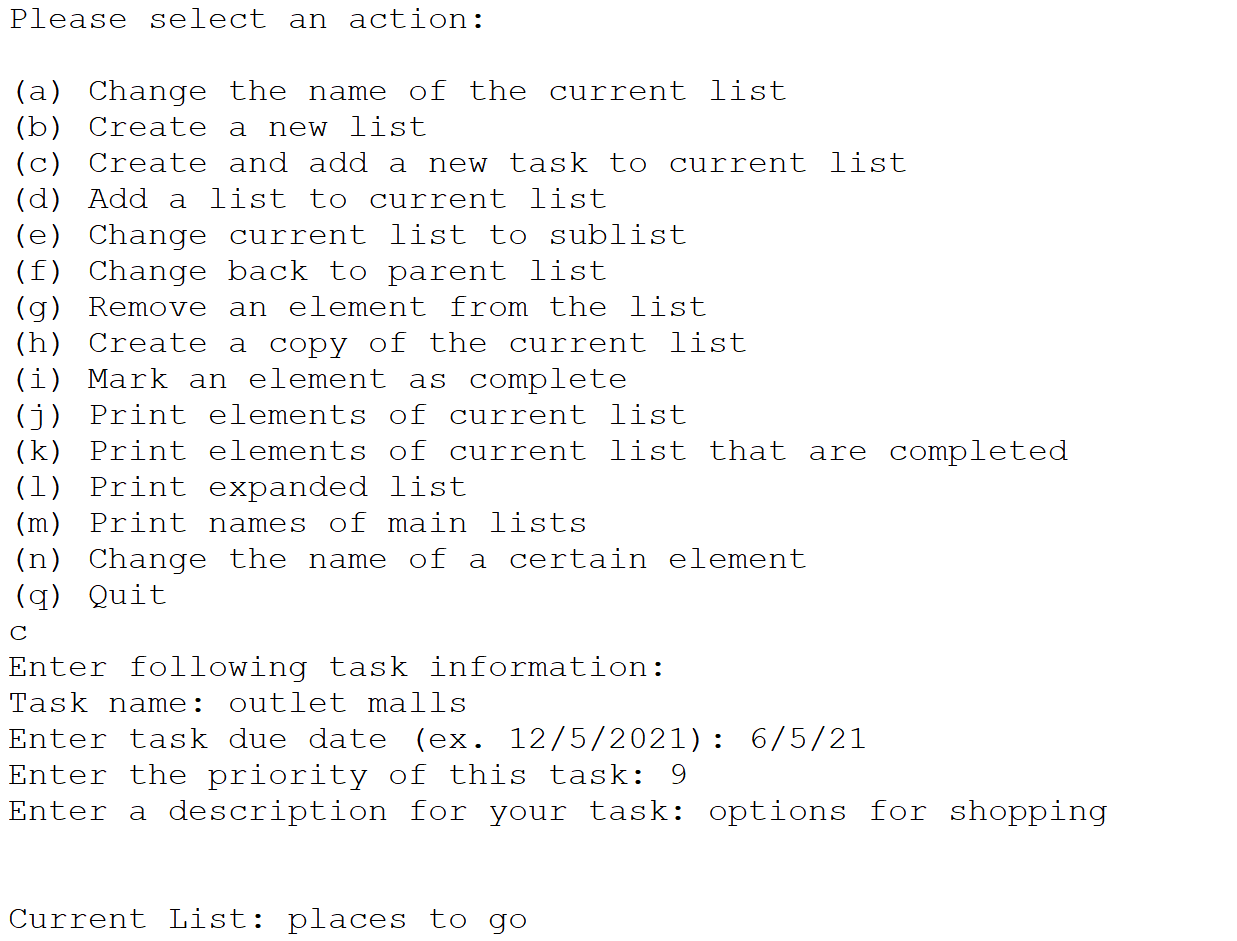 Please select an action:
(a) Change the name of the current list
(b) Create a new list
(c) Create and add a new task to current list
(d) Add a list to current list
(e) Change current list to sublist
(f) Change back to parent list
(g) Remove an element from the list
(h) Create a copy of the current list
(i) Mark an element as complete
(j) Print elements of current list
(k) Print elements of current list that are completed
(l) Print expanded list
(m) Print names of main lists
(n) Change the name of a certain element
(q) Quit
c
Enter following task information:
Task name: outlet malls
Enter task due date (ex. 12/5/2021): 6/5/21
Enter the priority of this task: 9
Enter a description for your task: options for shopping
Current List: places to go